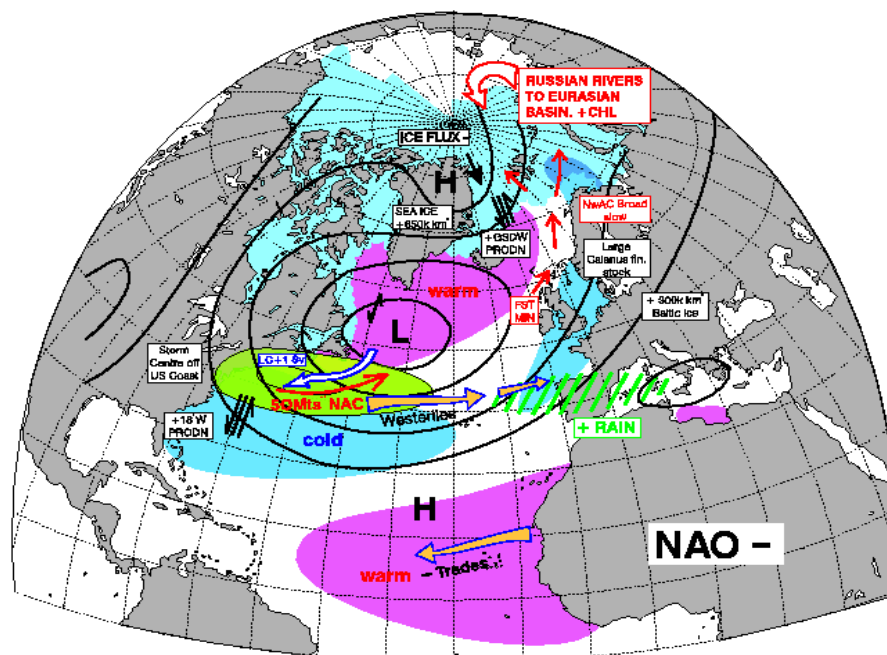 RUSSIAN RIVERS
TO EURASIAN
BASIN. +CHL
ICE FLUX -
H
SEA ICE
+650k km²
+GSDW
PRODN
NwAC Broad
slow
Large
Calanus fin.
stock
warm
FST
MIN
+ 300k km²
Baltic ice
L
Storm
Centre off
US Coast
LC+1 Sv
NAC
Westerlies
+18°W
PRODN
+ RAIN
cold
H
NAO –
warm
- Trades